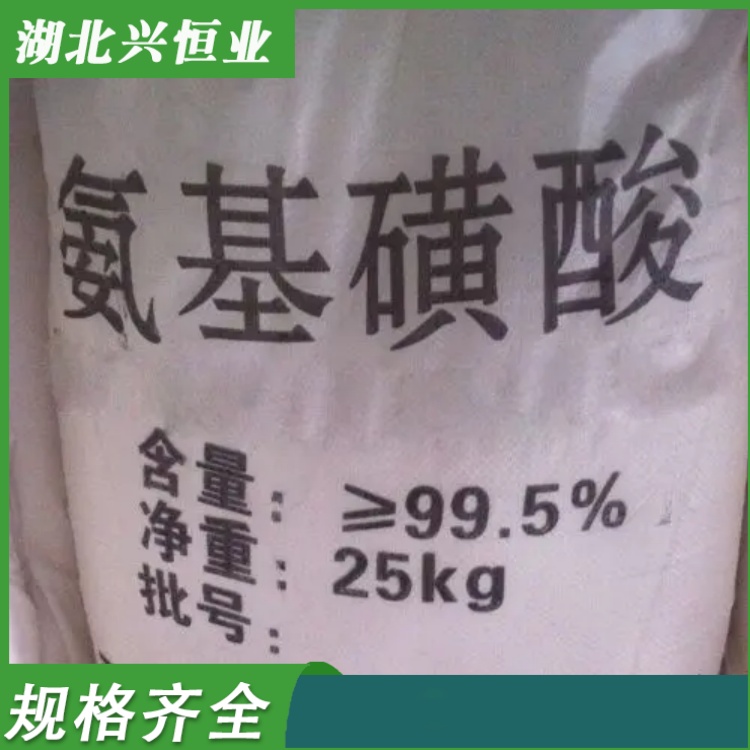 湖北兴恒业
氨基磺酸
含量: ≥99.5%
净重: 25kg
批号:
规格齐全